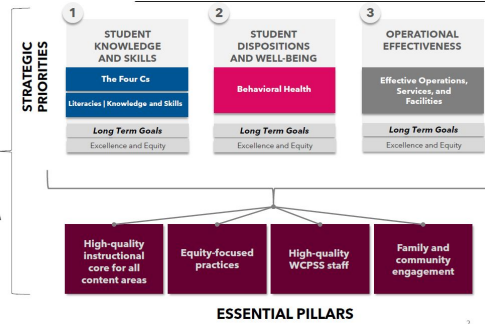 STRATEGIC
PRIORITIES
1
STUDENT
KNOWLEDGE
AND SKILLS
The Four Cs
Literacies | Knowledge and Skills
Long Term Goals
Excellence and Equity
2
STUDENT
DISPOSITIONS
AND WELL-BEING
Behavioral Health
Long Term Goals
Excellence and Equity
3
OPERATIONAL
EFFECTIVENESS
Effective Operations,
Services, and
Facilities
Long Term Goals
Excellence and Equity
High-quality
instructional
core for all
content areas
Equity-focused
practices
High-quality
WCPSS staff
Family and
community
engagement
ESSENTIAL PILLARS